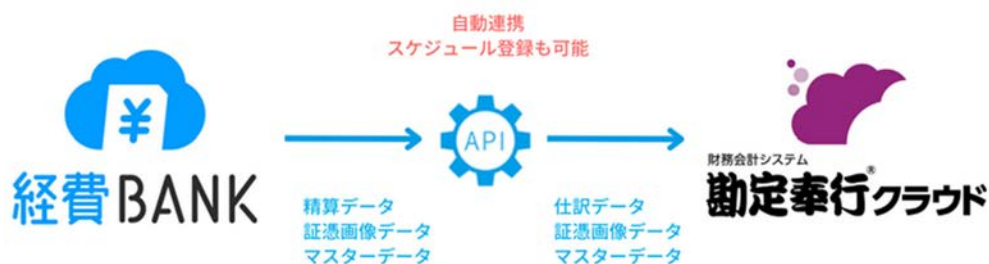 自動連携
スケジュール登録も可能
¥
経費BANK
API
精算データ
証憑画像データ
マスターデータ
仕訳データ
証憑画像データ
マスターデータ
財務会計システム
勘定奉行®クラウド